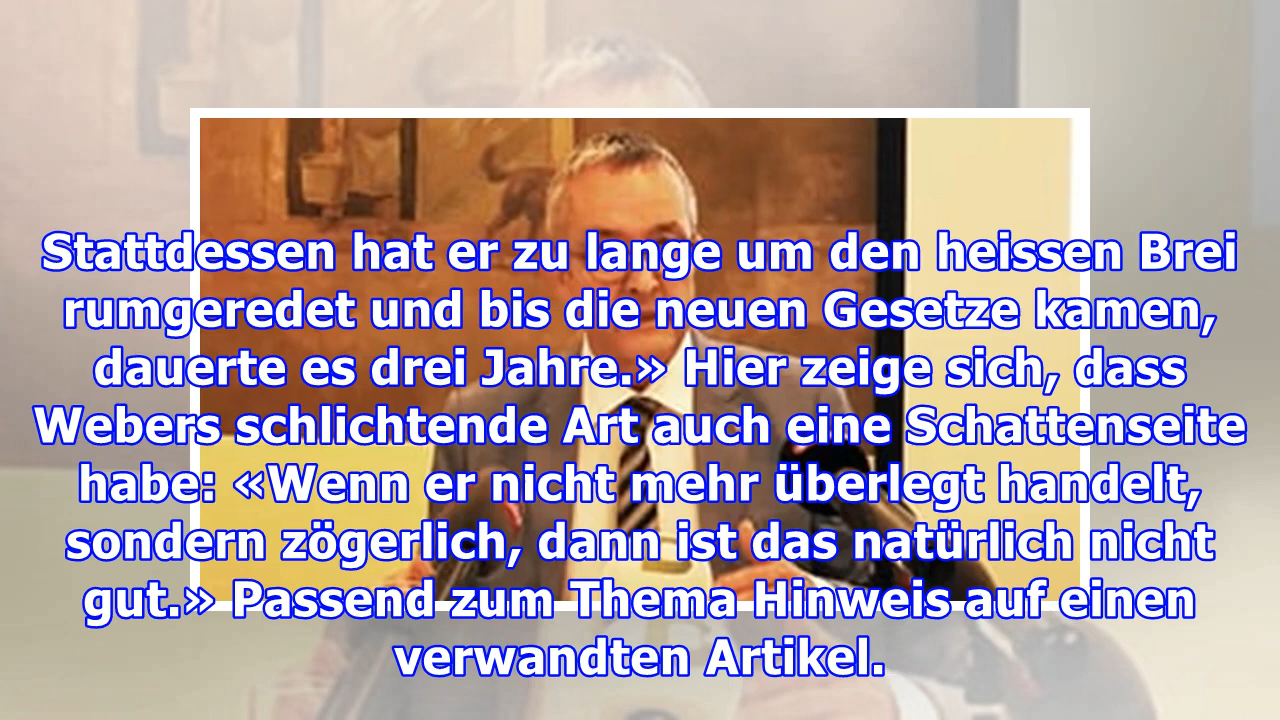 Stattdessen hat er zu lange um den heissen Brei
rumgeredet und bis die neuen Gesetze kamen,
dauerte es drei Jahre.» Hier zeige sich, dass
Webers schlichtende Art auch eine Schattenseite
habe: «Wenn er nicht mehr überlegt handelt,
sondern zögerlich, dann ist das natürlich nicht
gut.» Passend zum Thema Hinweis auf einen
verwandten Artikel.